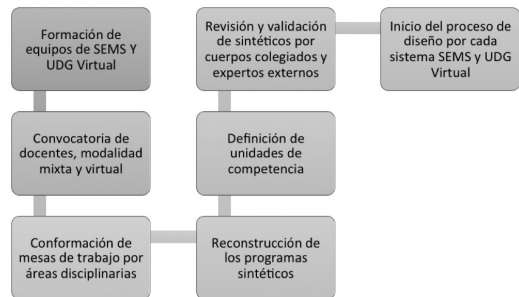 Formación de
equipos de SEMS Y
UDG Virtual
Convocatoria de
docentes, modalidad
mixta y virtual
Conformación de
mesas de trabajo por
áreas disciplinarias
Reconstrucción de
los programas
sintéticos
Definición de
unidades de
competencia
Revisión y validación
de sintéticos por
cuerpos colegiados y
expertos externos
Inicio del proceso de
diseño por cada
sistema SEMS y UDG
Virtual